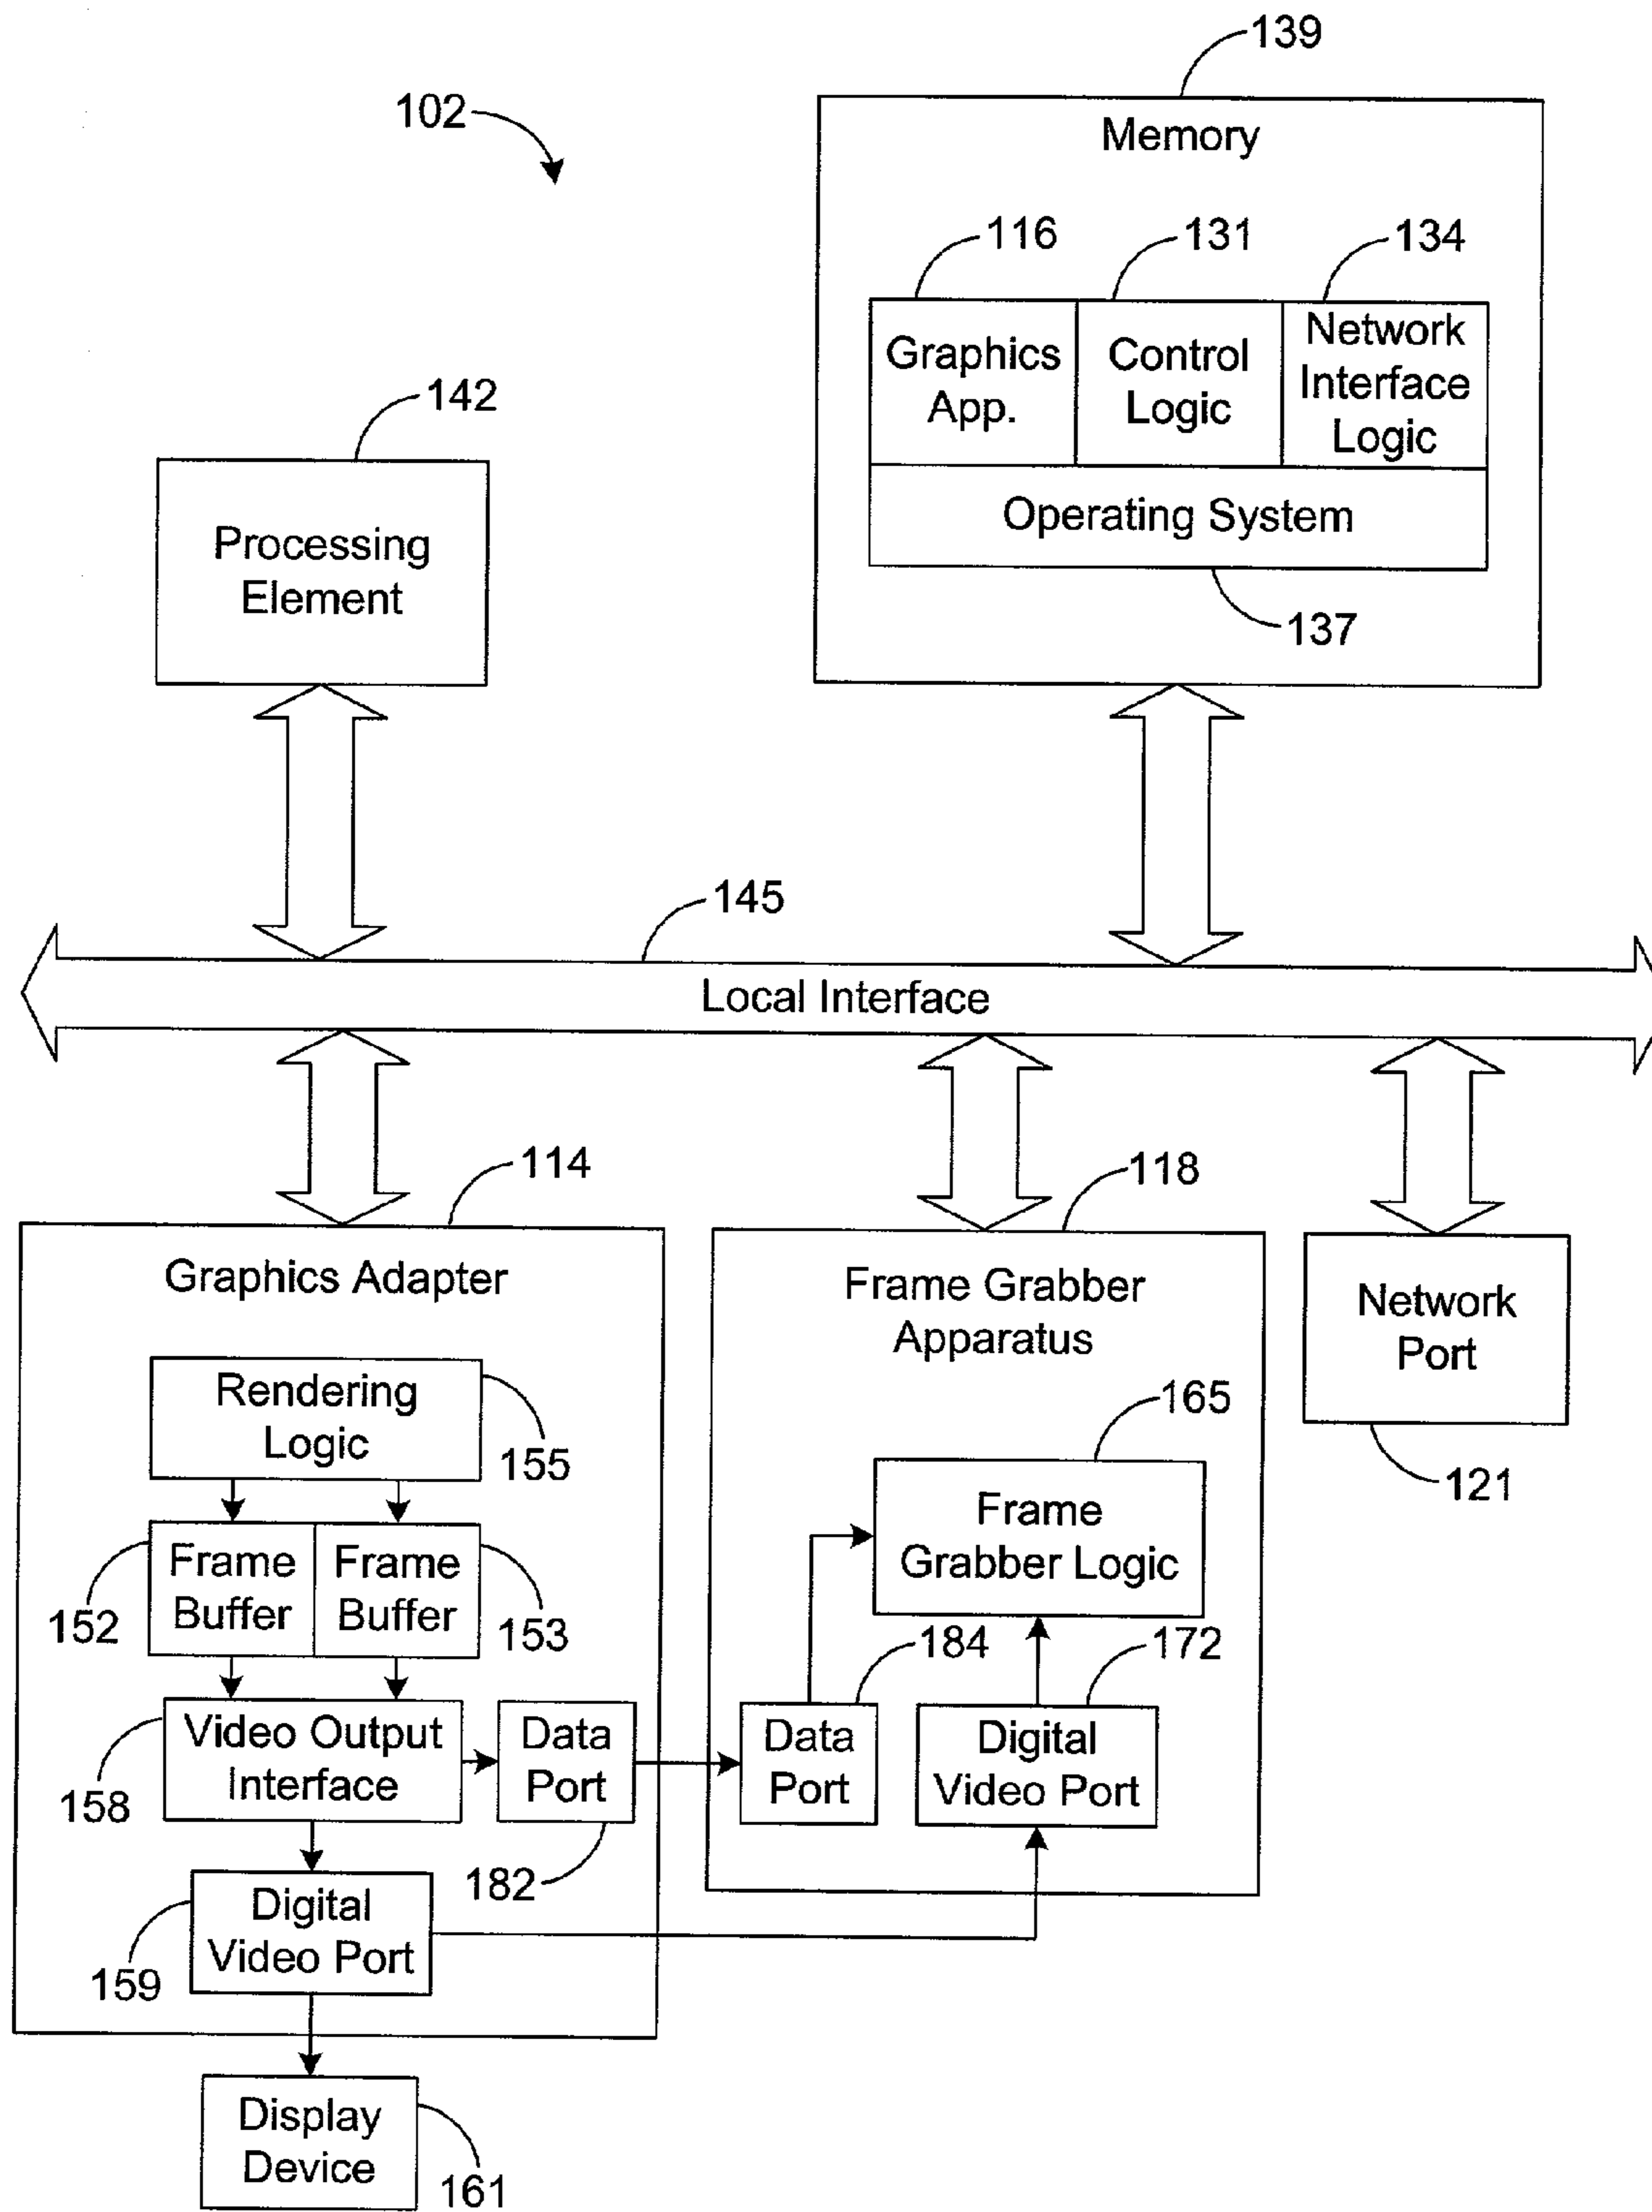 139
102
Memory
116
131
134
Graphics
App.
Control
Logic
Network
Interface
Logic
Operating System
137
142
Processing
Element
145
Local Interface
114
Graphics Adapter
Rendering
Logic
155
Frame
Buffer
Frame
Buffer
152
153
Video Output
Interface
158
Data
Port
182
Digital
Video Port
159
Display
Device
161
118
Frame Grabber
Apparatus
165
Frame
Grabber Logic
184
172
Data
Port
Digital
Video Port
Network
Port
121